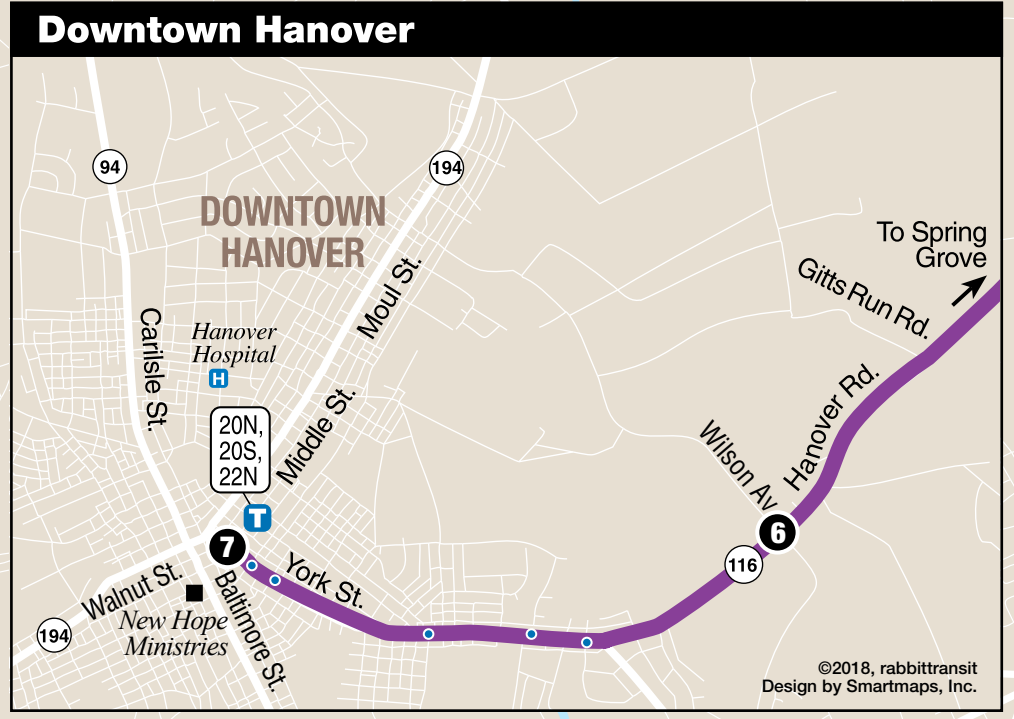 Downtown Hanover
94
194
DOWNTOWN
HANOVER
To Spring
Grove
Gitts Run Rd.
Moul St.
Carilsle St.
Hanover
Hospital
H
Hanover Rd.
Middle St.
20N,
20S,
22N
Wilson Av
T
6
7
116
York St.
Walnut St.
Baltimore St.
New Hope
Ministries
194
©2018, rabbittransit
Design by Smartmaps, Inc.